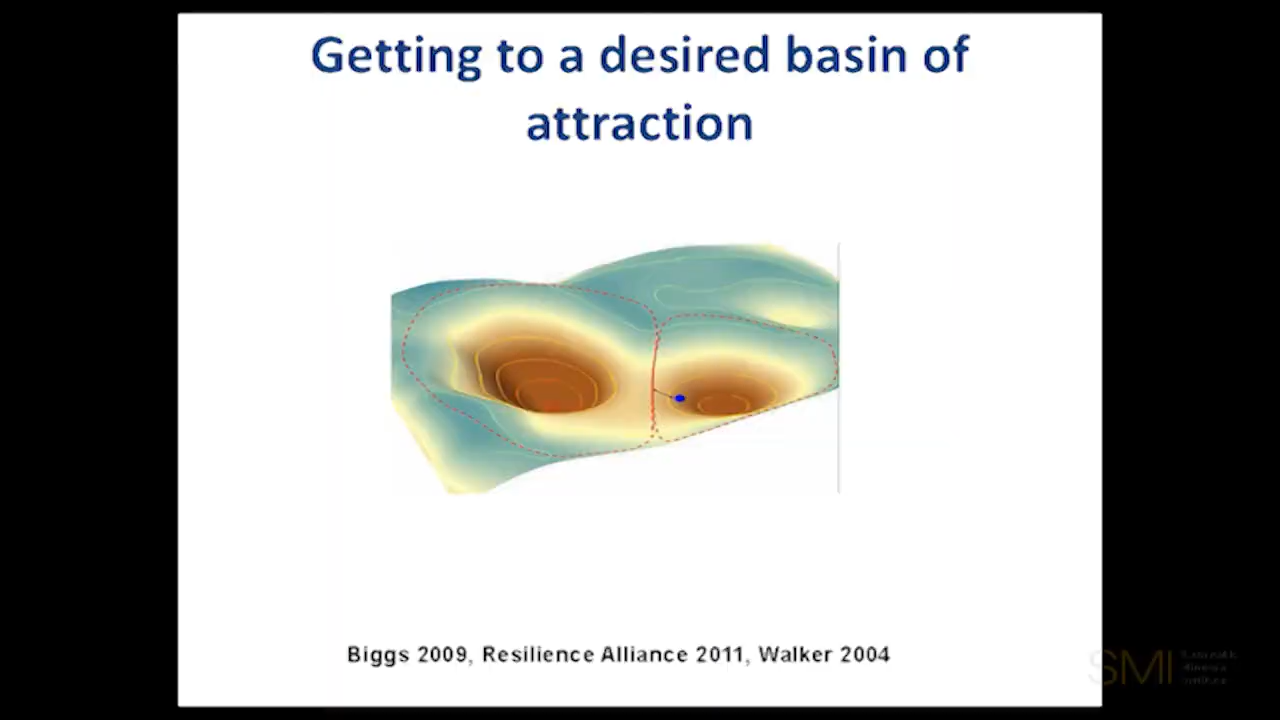 Getting to a desired basin of
attraction
Biggs 2009, Resilience Alliance 2011, Walker 2004
SMI